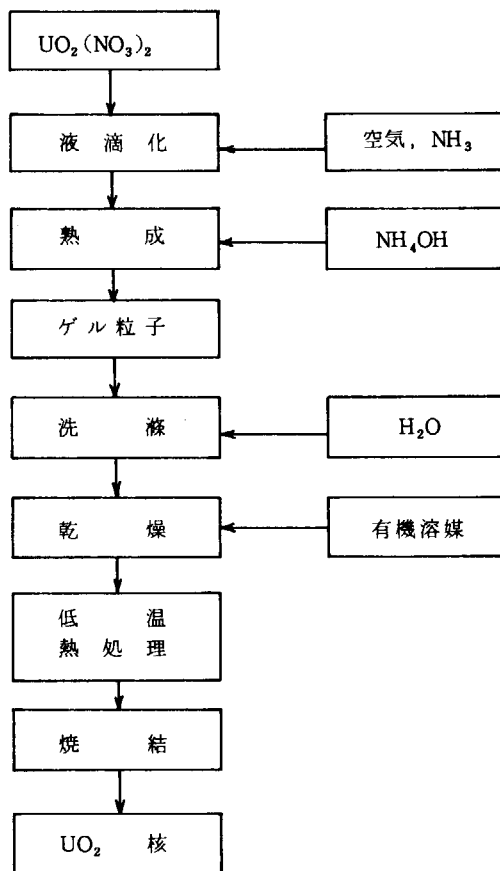 UO₂(NO₃)₂
液滴化
空気, NH₃
熟成
NH₄OH
ゲル粒子
洗滌
H₂O
乾燥
有機溶媒
低温
熱処理
焼結
UO₂ 核